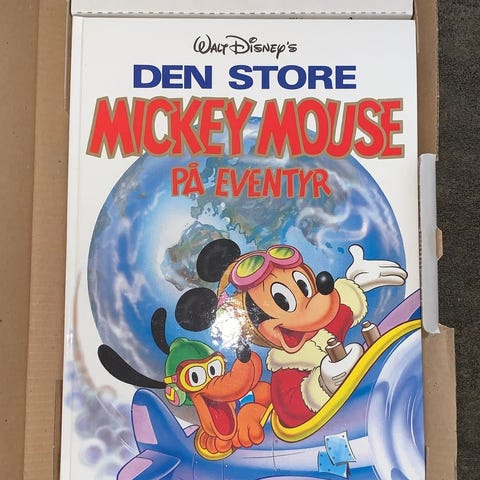 Walt Disney's
DEN STORE
MICKEY MOUSE
PÅ EVENTYR